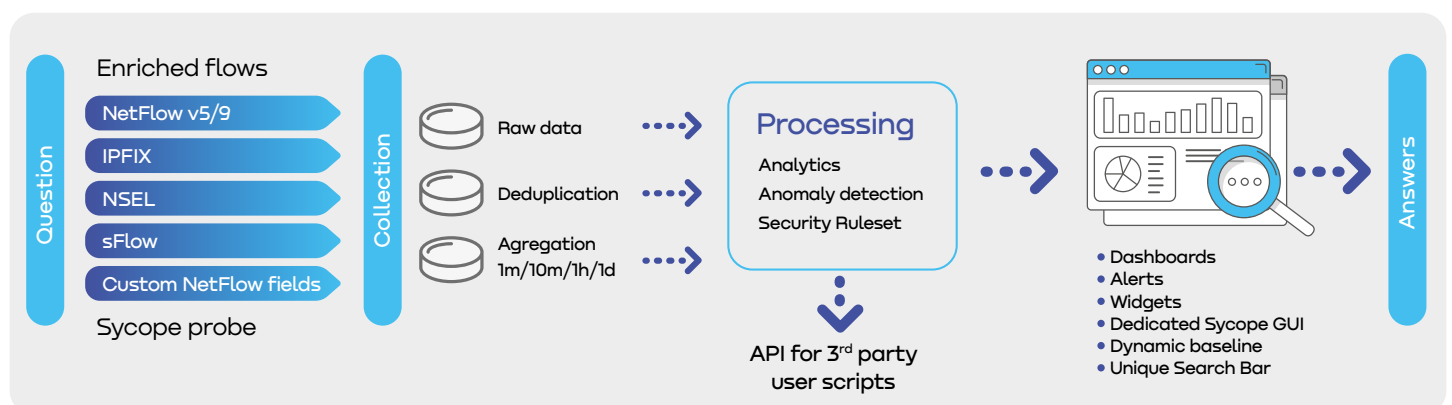 Question
Enriched flows
NetFlow v5/9
IPFIX
NSEL
sFlow
Custom NetFlow fields
Sycope probe
Collection
Raw data
Deduplication
Agregation
1m/10m/1h/1d
Processing
Analytics
Anomaly detection
Security Ruleset
API for 3rd party
user scripts
• Dashboards
• Alerts
• Widgets
• Dedicated Sycope GUI
• Dynamic baseline
• Unique Search Bar
Answers